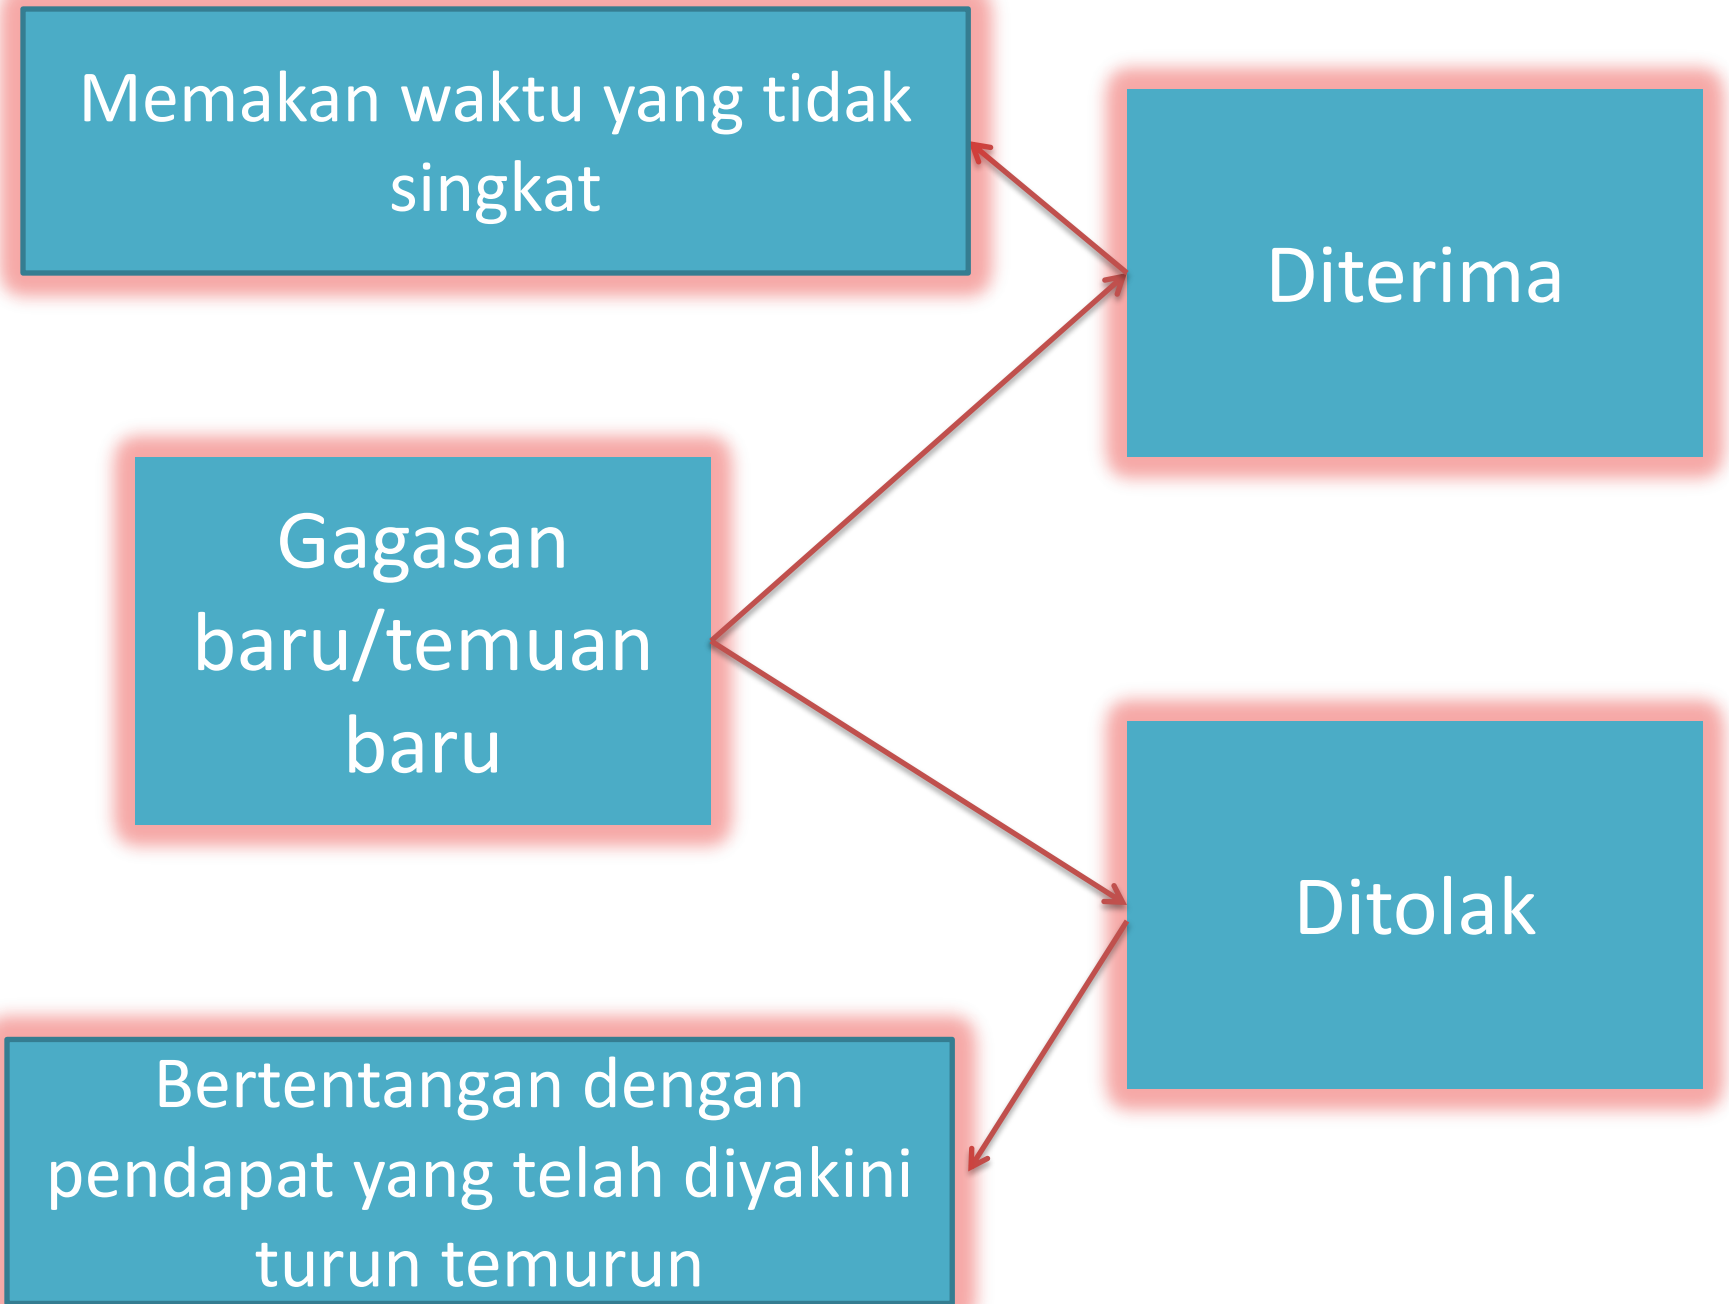 Memakan waktu yang tidak
singkat
Diterima
Gagasan
baru/temuan
baru
Ditolak
Bertentangan dengan
pendapat yang telah diyakini
turun temurun